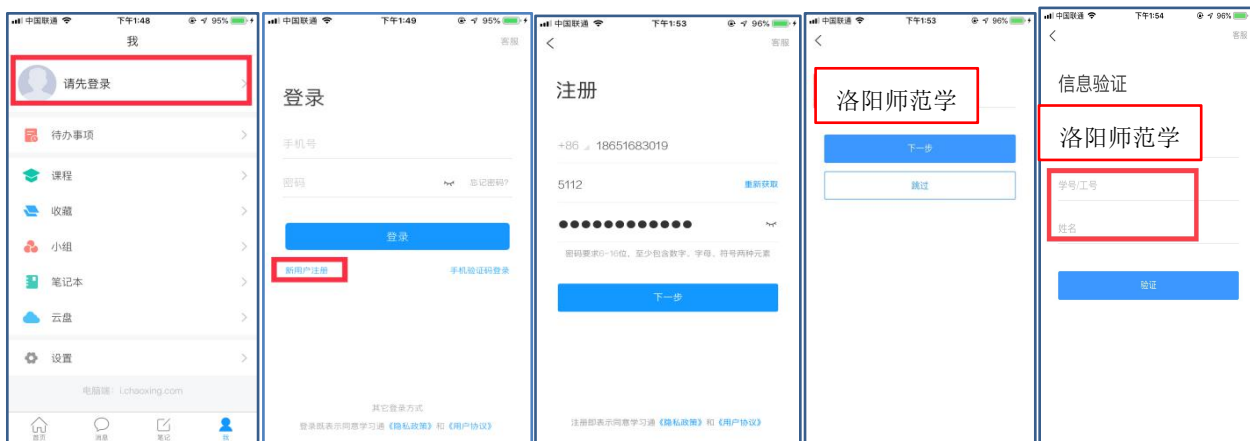 中国联通
下午1:48
95%
我
请先登录
待办事项
课程
收藏
小组
笔记本
云盘
设置
电脑端：i.chaoxing.com
首页
消息
笔记
我
中国联通
下午1:49
95%
客服
登录
手机号
密码
忘记密码?
登录
新用户注册
手机验证码登录
其它登录方式
登录既表示同意学习通《隐私政策》和《用户协议》
中国联通
下午1:53
96%
客服
注册
+86 18651683019
5112
重新获取
密码要求6-16位，至少包含数字、字母、符号两种元素
下一步
注册即表示同意学习通《隐私政策》和《用户协议》
中国联通
下午1:53
96%
洛阳师范学
下一步
跳过
中国联通
下午1:54
96%
客服
信息验证
洛阳师范学
学号/工号
姓名
验证